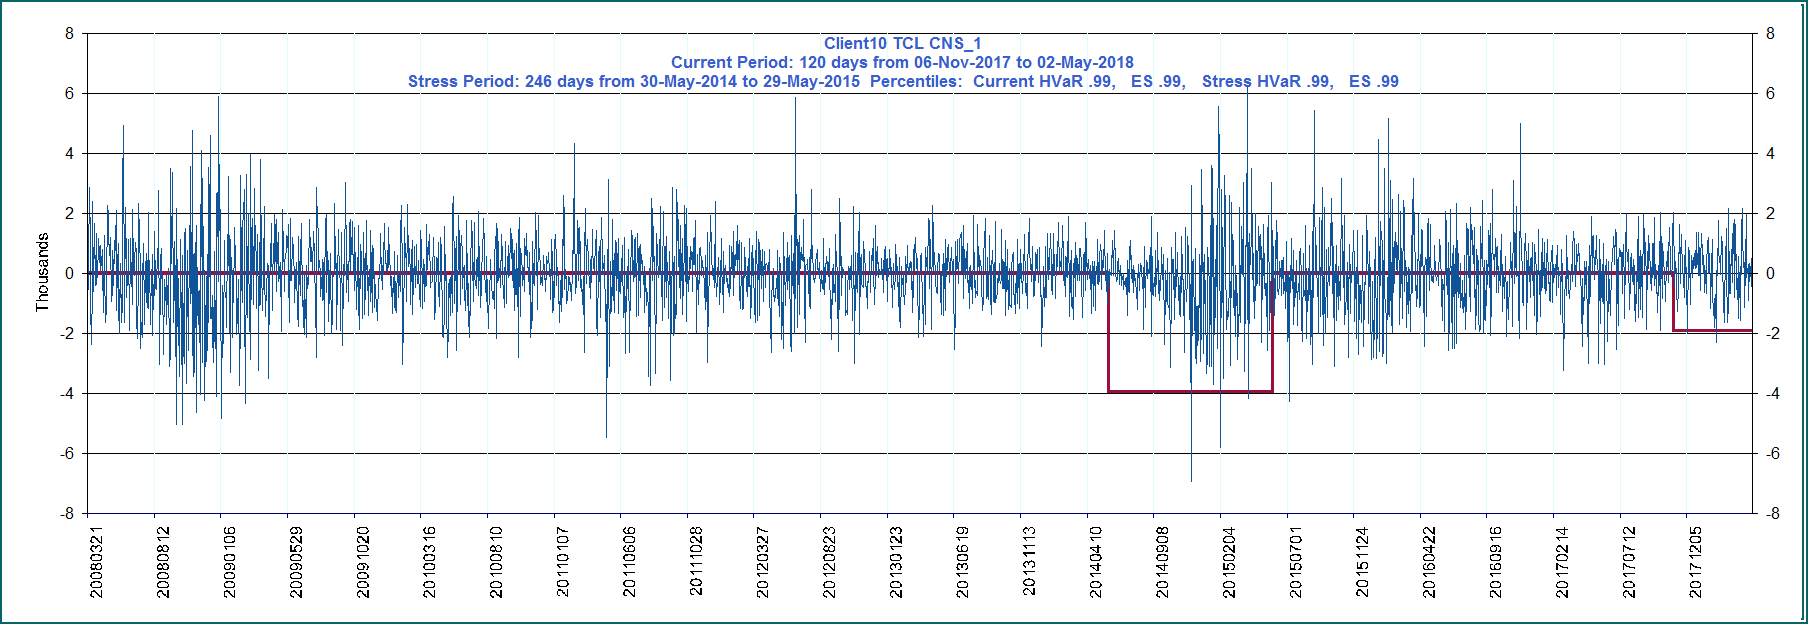 Client10 TCL CNS_1
Current Period: 120 days from 06-Nov-2017 to 02-May-2018
Stress Period: 246 days from 30-May-2014 to 29-May-2015 Percentiles: Current HVaR .99, ES .99, Stress HVaR .99, ES .99
8 8
6 6
4 4
2 2
0 0
-2 -2
-4 -4
-6 -6
-8 -8
Thousands
20080321 20080812 20090106 20090529 20091020 20100316 20100810 20110107 20110606 20111028 20120327 20120823 20130123 20130619 20131113 20140410 20140908 20150204 20150701 20151124 20160422 20160916 20170214 20170712 20171205